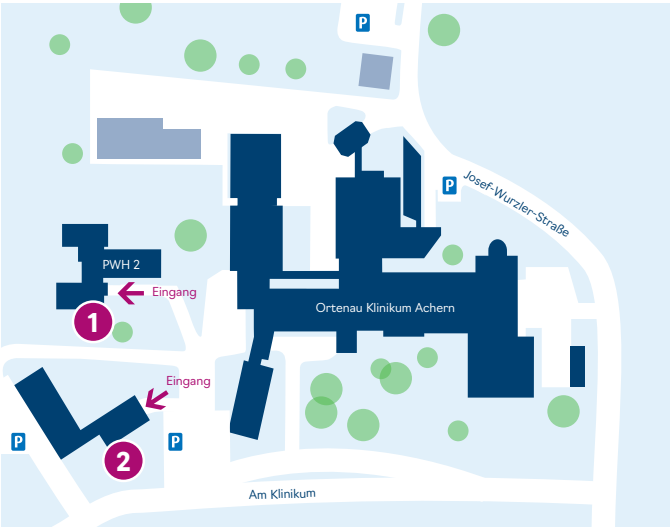 P
P
Josef-Wurzler-Straße
PWH 2
Eingang
1
Ortenau Klinikum Achern
Eingang
P
P
2
Am Klinikum